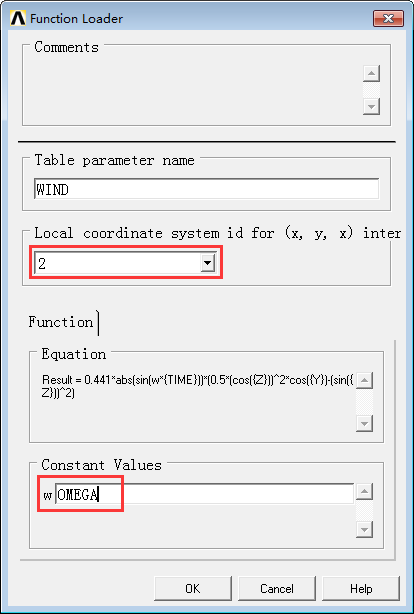 Function Loader
Comments
Table parameter name
WIND
Local coordinate system id for (x, y, x) inter
2
Function
Equation
Result = 0.441*abs(sin(w*{TIME}))*(0.5*(cos({Z}))^2*cos({Y})-(sin({
Z}))^2)
Constant Values
w OMEGA
OK Cancel Help